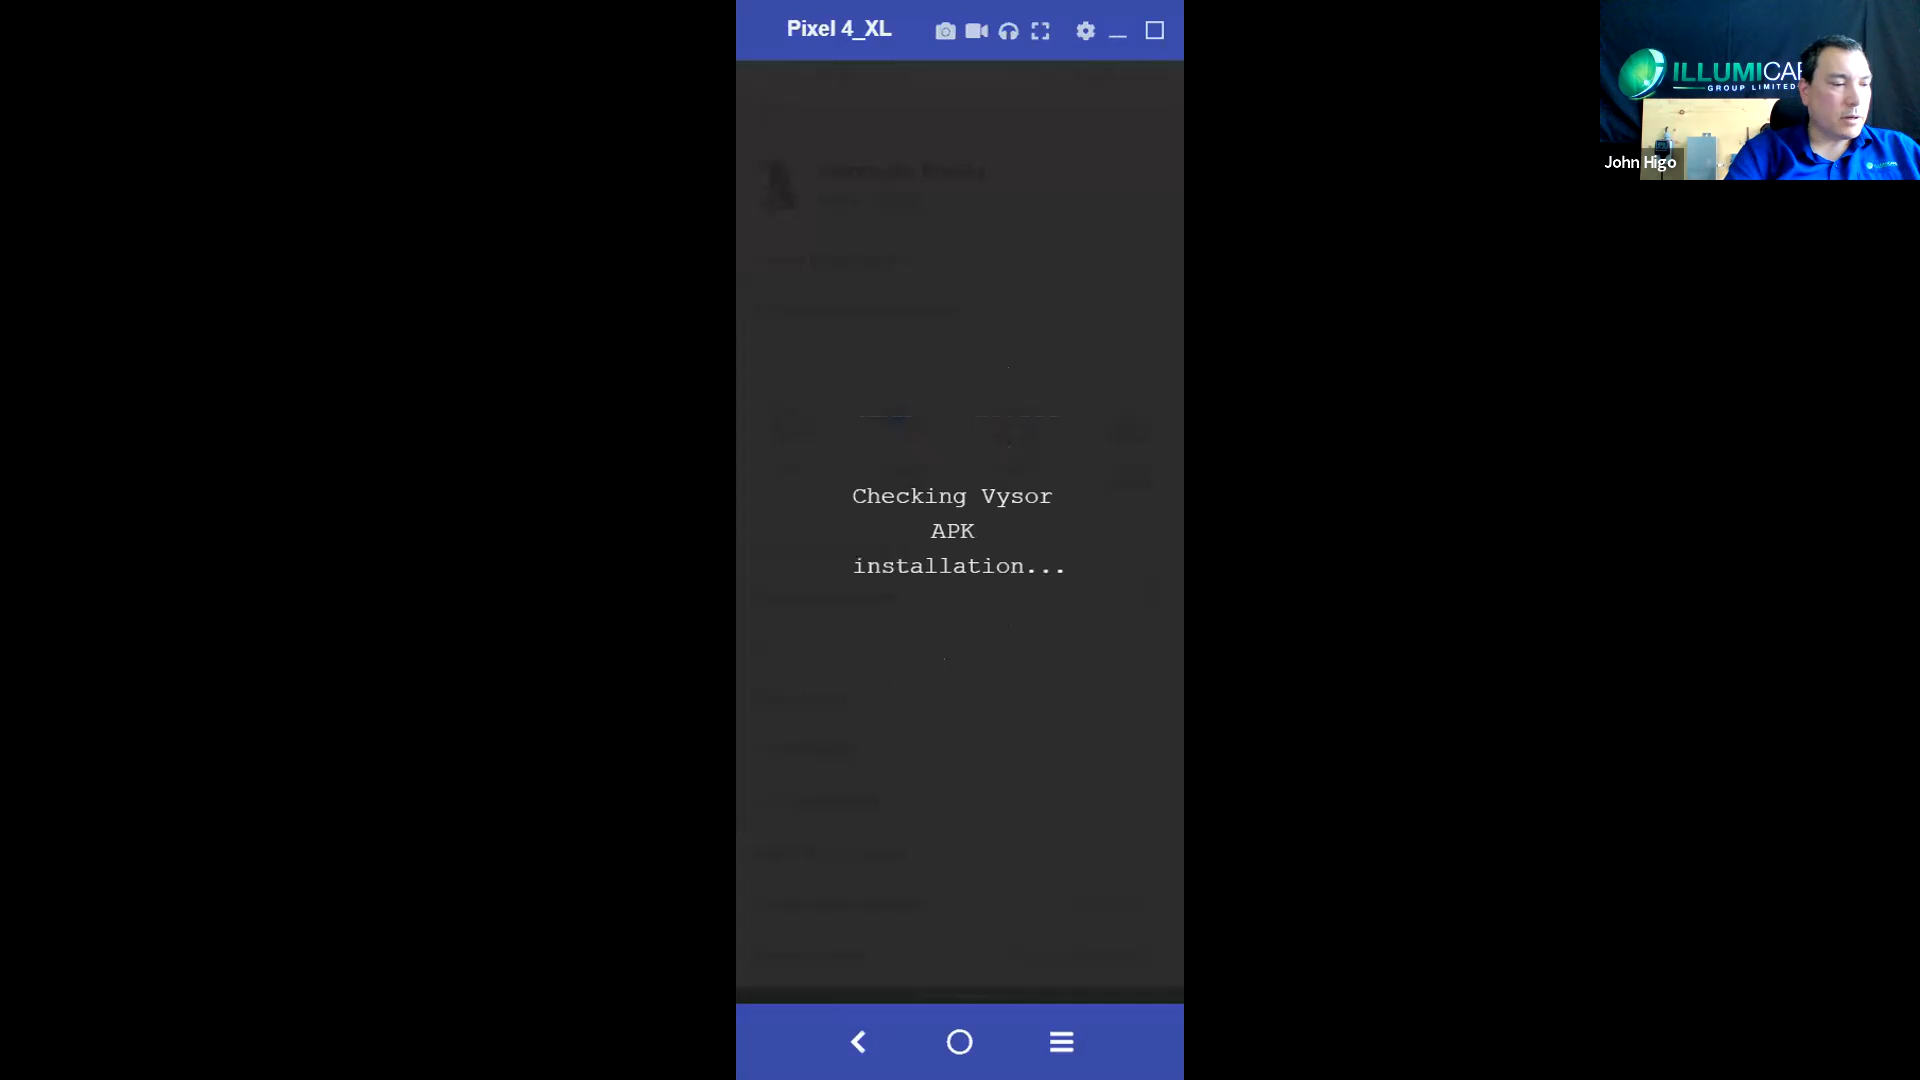 Pixel 4_XL
ILLUMICA
GROUP LIMITED
John Higo
Checking Vysor
APK
installation...